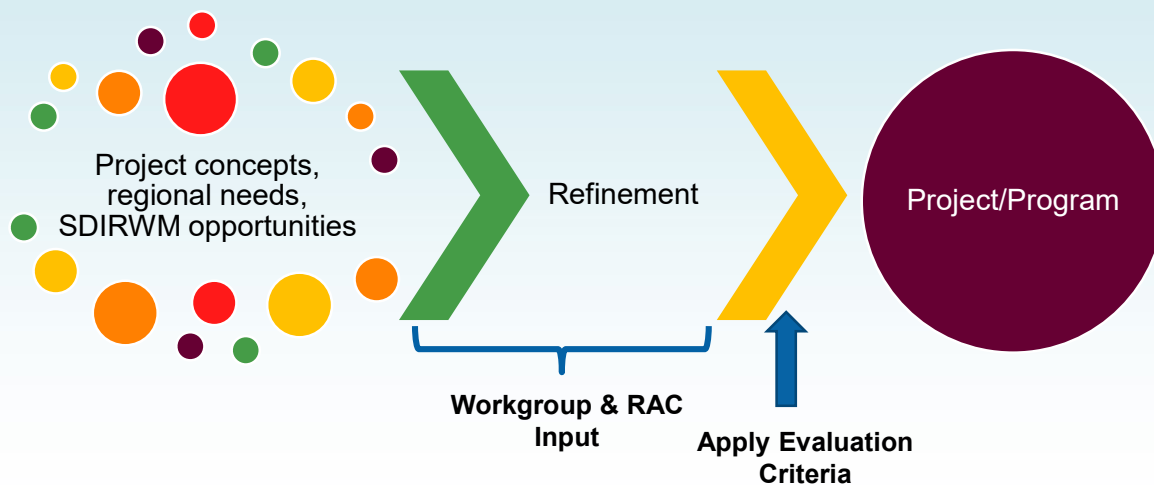 Project concepts,
regional needs,
SDIRWM opportunities
Refinement
Project/Program
Workgroup & RAC
Input
Apply Evaluation
Criteria